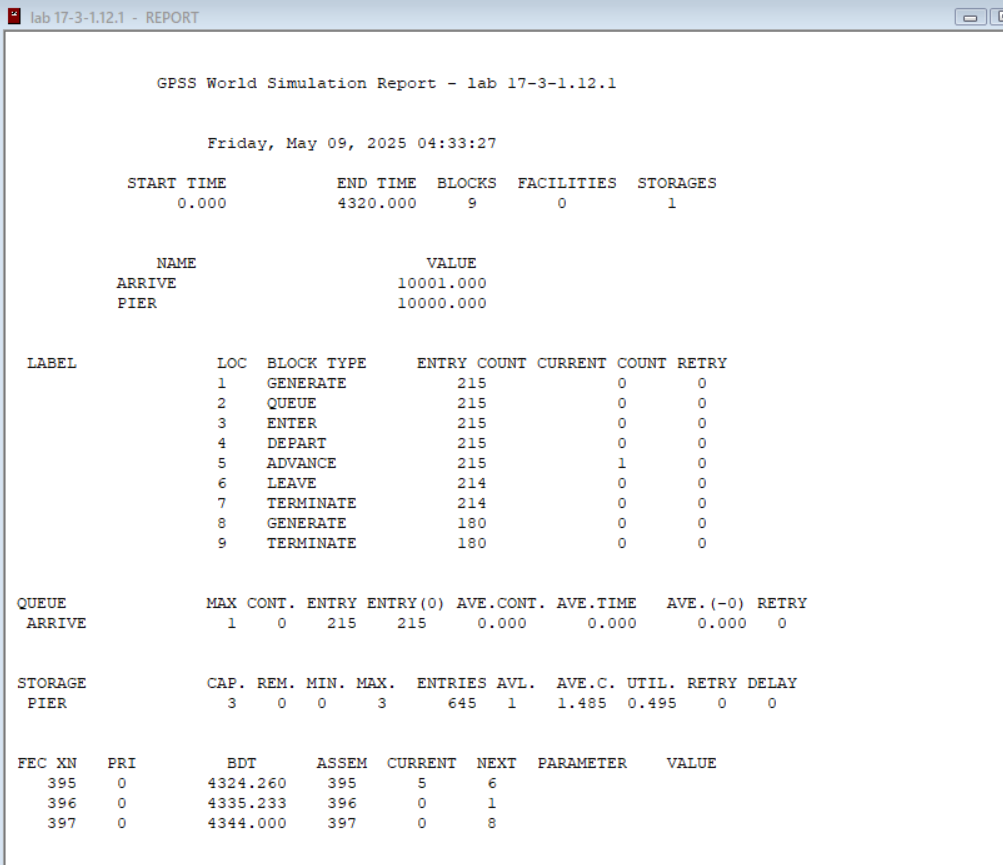 lab 17-3-1.12.1 - REPORT
GPSS World Simulation Report - lab 17-3-1.12.1
Friday, May 09, 2025 04:33:27
START TIME END TIME BLOCKS FACILITIES STORAGES
0.000 4320.000 9 0 1
NAME VALUE
ARRIVE 10001.000
PIER 10000.000
LABEL LOC BLOCK TYPE ENTRY COUNT CURRENT COUNT RETRY
1 GENERATE 215 0 0
2 QUEUE 215 0 0
3 ENTER 215 0 0
4 DEPART 215 0 0
5 ADVANCE 215 1 0
6 LEAVE 214 0 0
7 TERMINATE 214 0 0
8 GENERATE 180 0 0
9 TERMINATE 180 0 0
QUEUE MAX CONT. ENTRY ENTRY(0) AVE.CONT. AVE.TIME AVE.(-0) RETRY
ARRIVE 1 0 215 215 0.000 0.000 0.000 0
STORAGE CAP. REM. MIN. MAX. ENTRIES AVL. AVE.C. UTIL. RETRY DELAY
PIER 3 0 0 3 645 1 1.485 0.495 0 0
FEC XN PRI BDT ASSEM CURRENT NEXT PARAMETER VALUE
395 0 4324.260 395 5 6
396 0 4335.233 396 0 1
397 0 4344.000 397 0 8